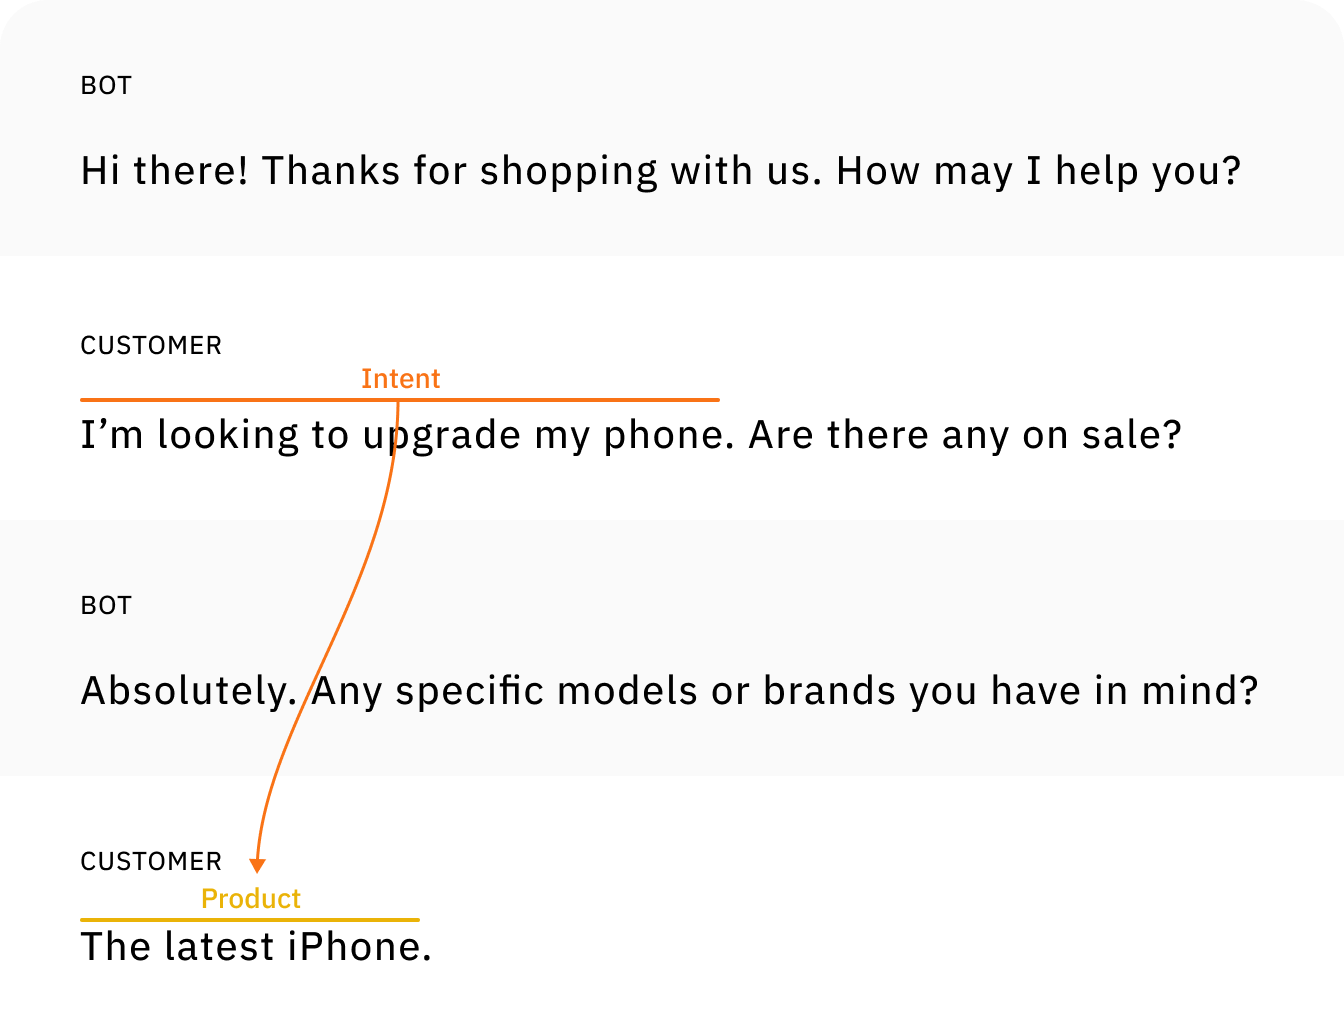 BOT
Hi there! Thanks for shopping with us. How may I help you?
CUSTOMER
Intent
I’m looking to upgrade my phone. Are there any on sale?
BOT
Absolutely. Any specific models or brands you have in mind?
CUSTOMER
Product
The latest iPhone.